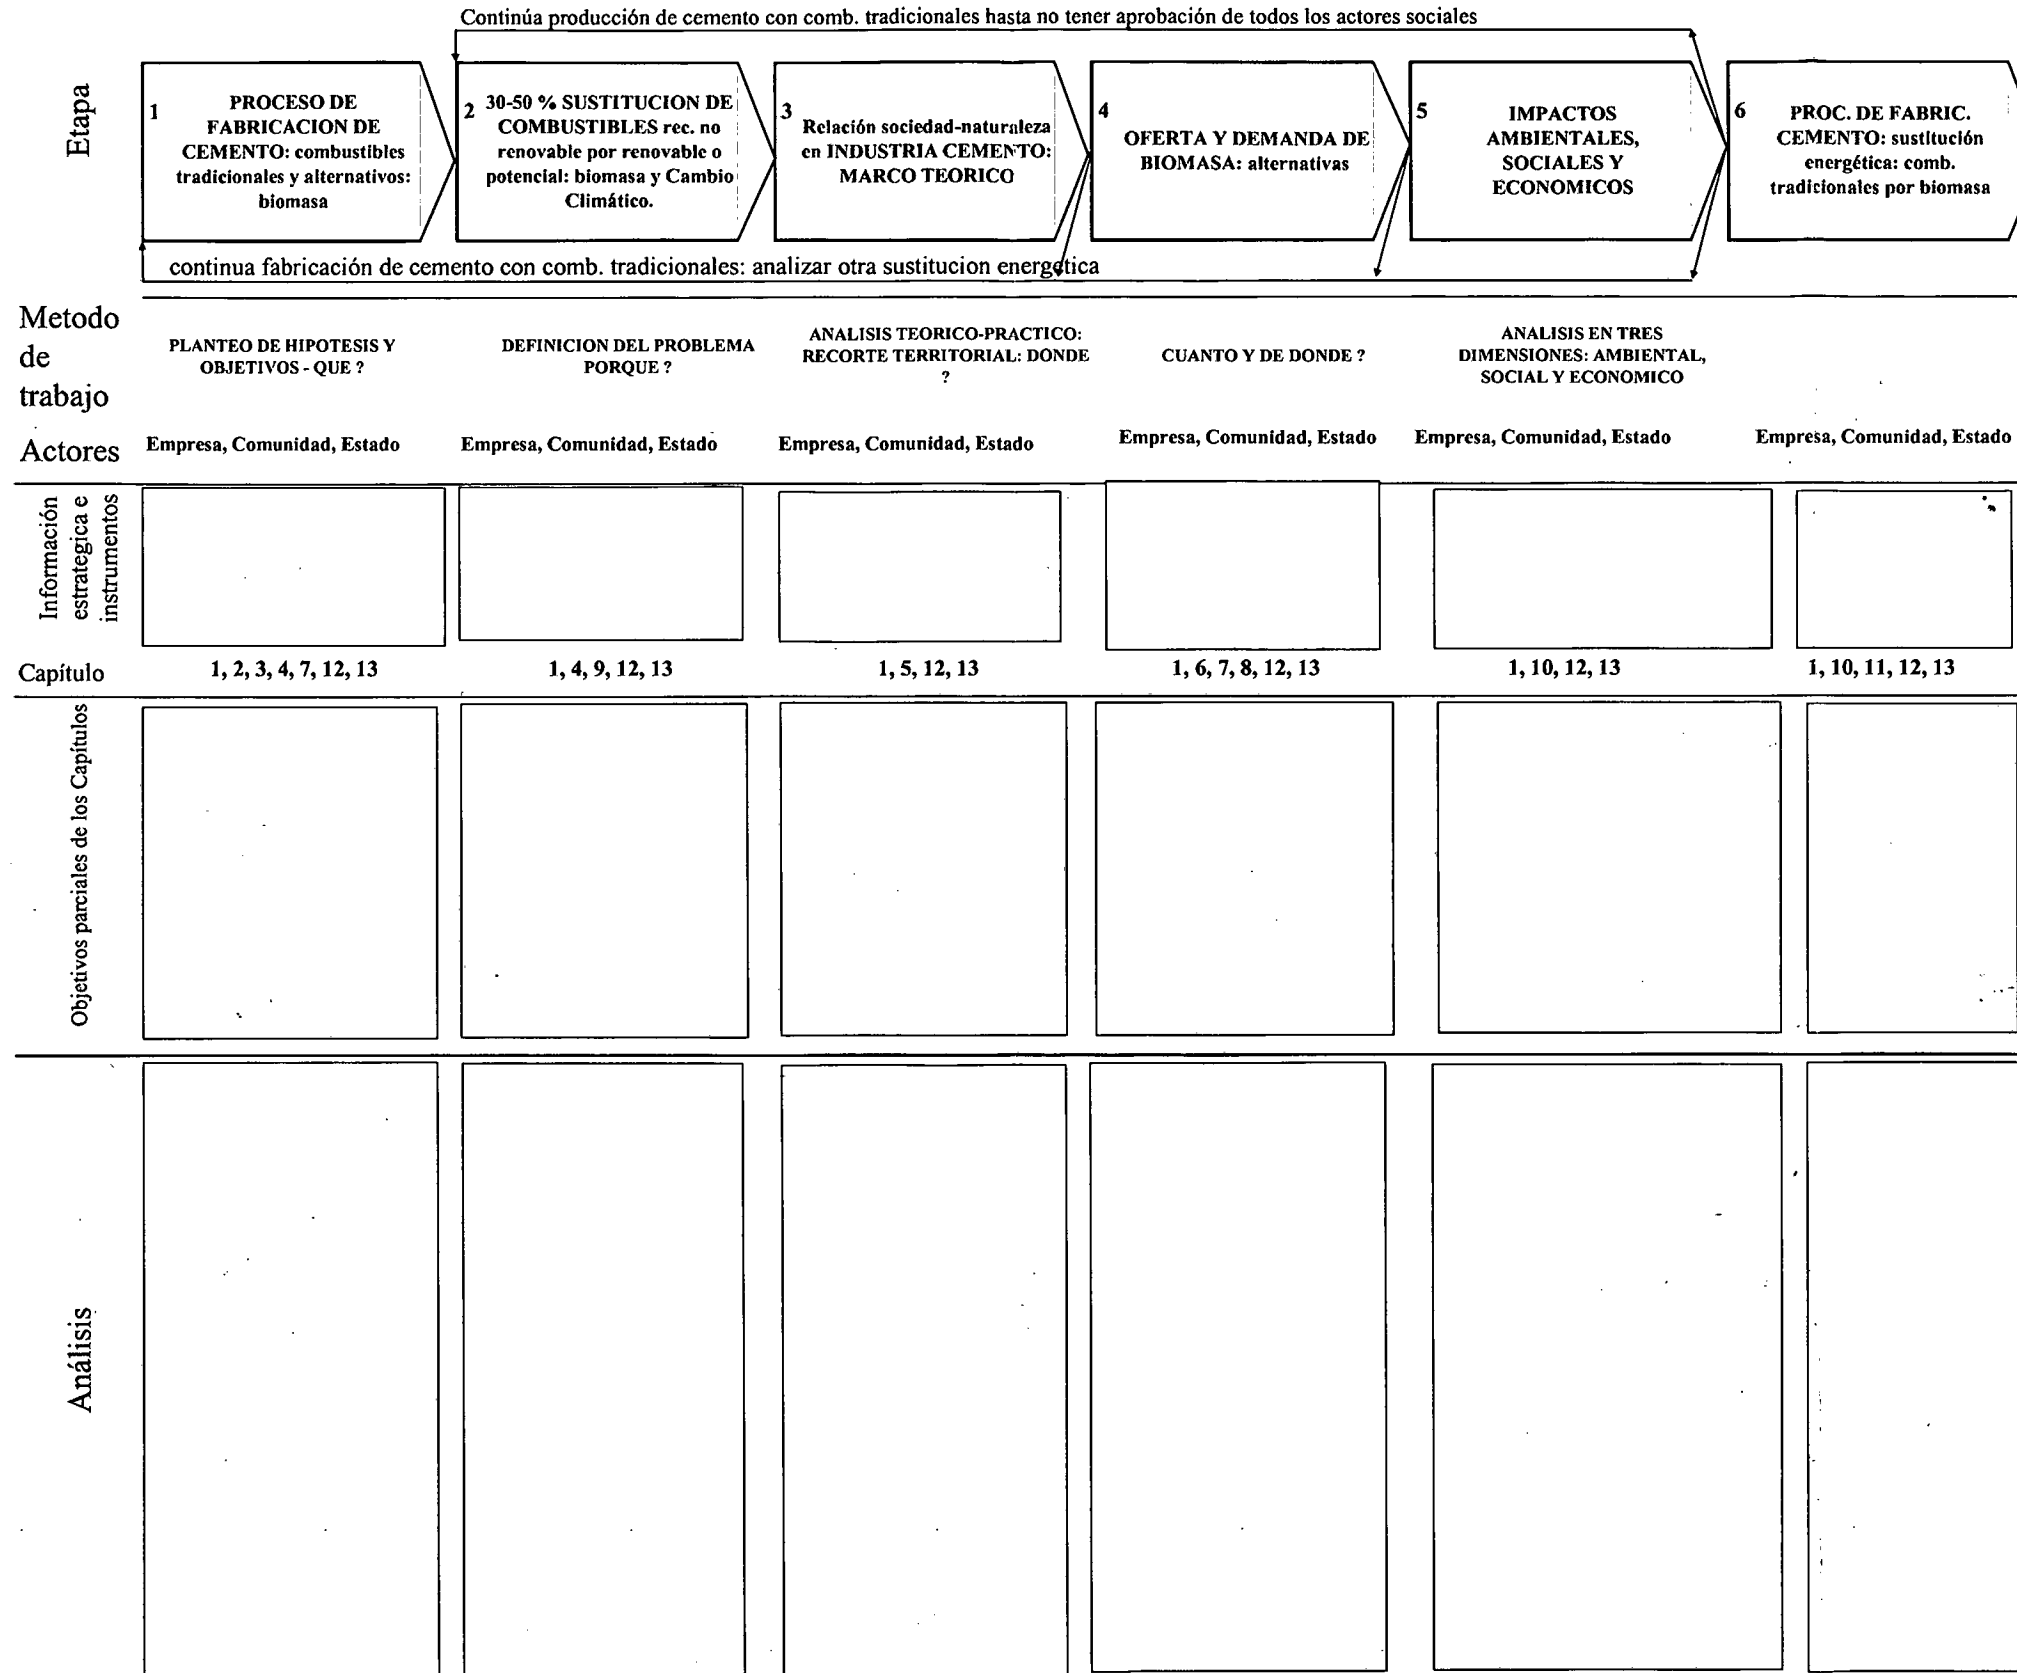 Continúa producción de cemento con comb. tradicionales hasta no tener aprobación de todos los actores sociales
Etapa
1
PROCESO DE
FABRICACION DE
CEMENTO: combustibles
tradicionales y alternativos:
biomasa
2
30-50 % SUSTITUCION DE
COMBUSTIBLES rec. no
renovable por renovable o
potencial: biomasa y Cambio
Climático.
3
Relación sociedad-naturaleza
en INDUSTRIA CEMENTO:
MARCO TEORICO
4
OFERTA Y DEMANDA DE
BIOMASA: alternativas
5
IMPACTOS
AMBIENTALES,
SOCIALES Y
ECONOMICOS
6
PROC. DE FABRIC.
CEMENTO: sustitución
energética: comb.
tradicionales por biomasa
continua fabricación de cemento con comb. tradicionales: analizar otra sustitucion energetica
Metodo
de
trabajo
PLANTEO DE HIPOTESIS Y
OBJETIVOS - QUE ?
DEFINICION DEL PROBLEMA
PORQUE ?
ANALISIS TEORICO-PRACTICO:
RECORTE TERRITORIAL: DONDE
?
CUANTO Y DE DONDE ?
ANALISIS EN TRES
DIMENSIONES: AMBIENTAL,
SOCIAL Y ECONOMICO
Actores
Empresa, Comunidad, Estado
Empresa, Comunidad, Estado
Empresa, Comunidad, Estado
Empresa, Comunidad, Estado
Empresa, Comunidad, Estado
Empresa, Comunidad, Estado
Información
estrategica e
instrumentos
Capítulo
1, 2, 3, 4, 7, 12, 13
1, 4, 9, 12, 13
1, 5, 12, 13
1, 6, 7, 8, 12, 13
1, 10, 12, 13
1, 10, 11, 12, 13
Objetivos parciales de los Capítulos
Análisis